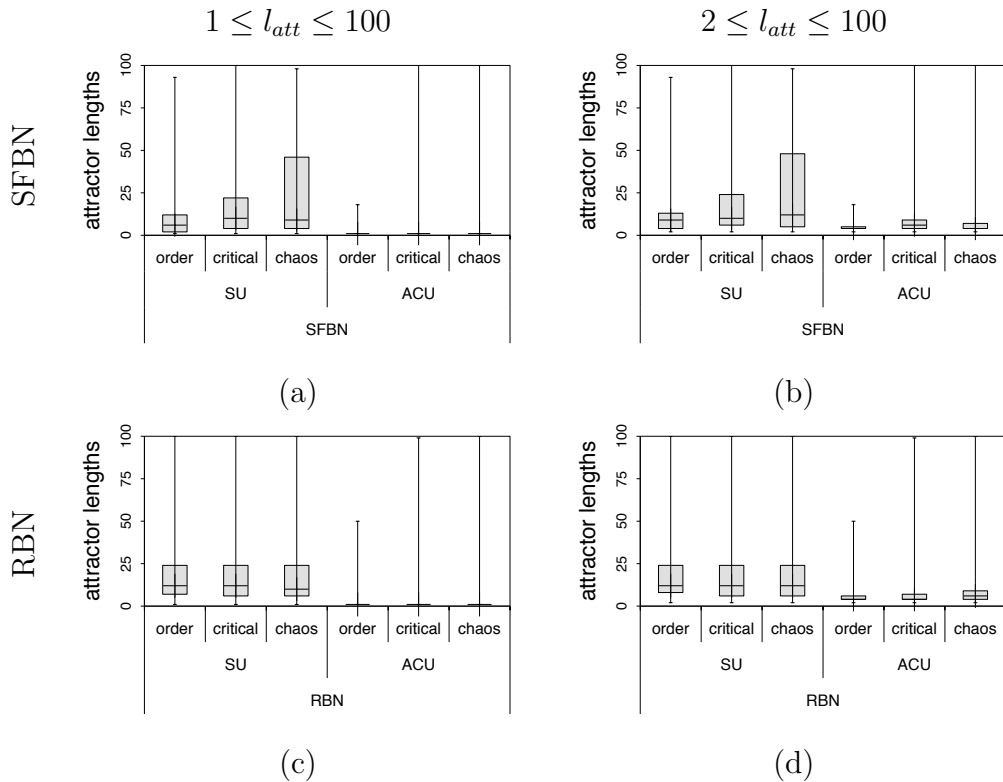 1 ≤ l_att ≤ 100
2 ≤ l_att ≤ 100
SFBN
attractor lengths
100
75
50
25
0
order critical chaos order critical chaos
SU ACU
SFBN
(a)
attractor lengths
100
75
50
25
0
order critical chaos order critical chaos
SU ACU
SFBN
(b)
RBN
attractor lengths
100
75
50
25
0
order critical chaos order critical chaos
SU ACU
RBN
(c)
attractor lengths
100
75
50
25
0
order critical chaos order critical chaos
SU ACU
RBN
(d)